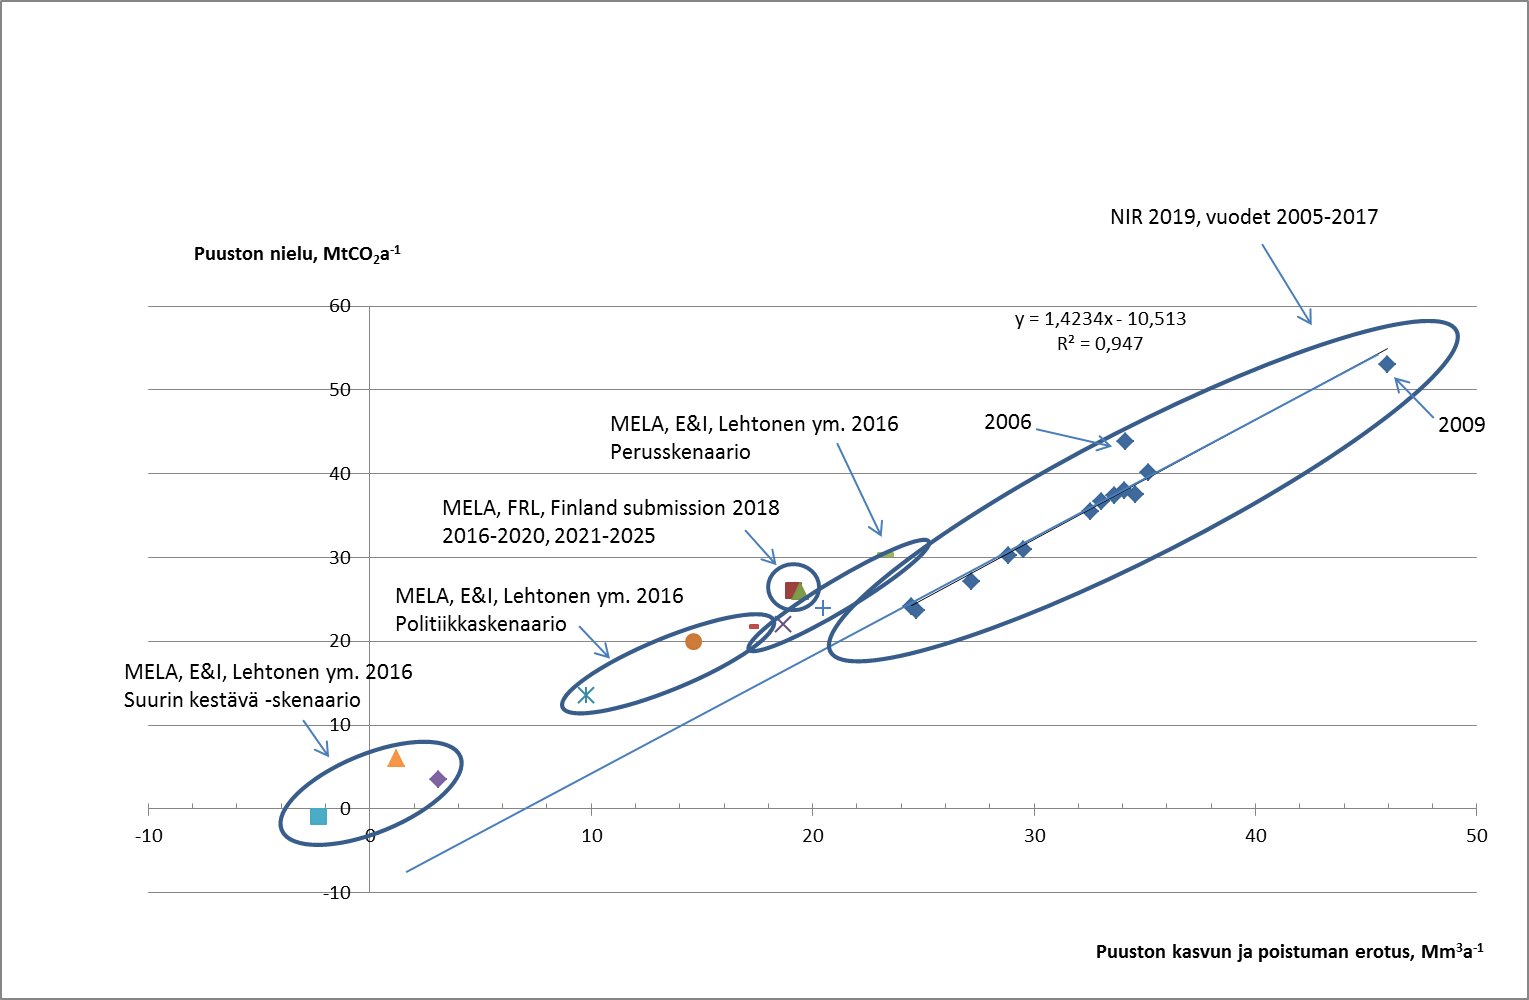 NIR 2019, vuodet 2005-2017
Puuston nielu, MtCO₂a⁻¹
60
y = 1,4234x - 10,513
R² = 0,947
50
MELA, E&I, Lehtonen ym. 2016
Perusskenaario
2006
2009
40
MELA, FRL, Finland submission 2018
2016-2020, 2021-2025
30
MELA, E&I, Lehtonen ym. 2016
Politiikkaskenaario
20
MELA, E&I, Lehtonen ym. 2016
Suurin kestävä -skenaario
10
0
-10 0 10 20 30 40 50
-10
Puuston kasvun ja poistuman erotus, Mm³a⁻¹